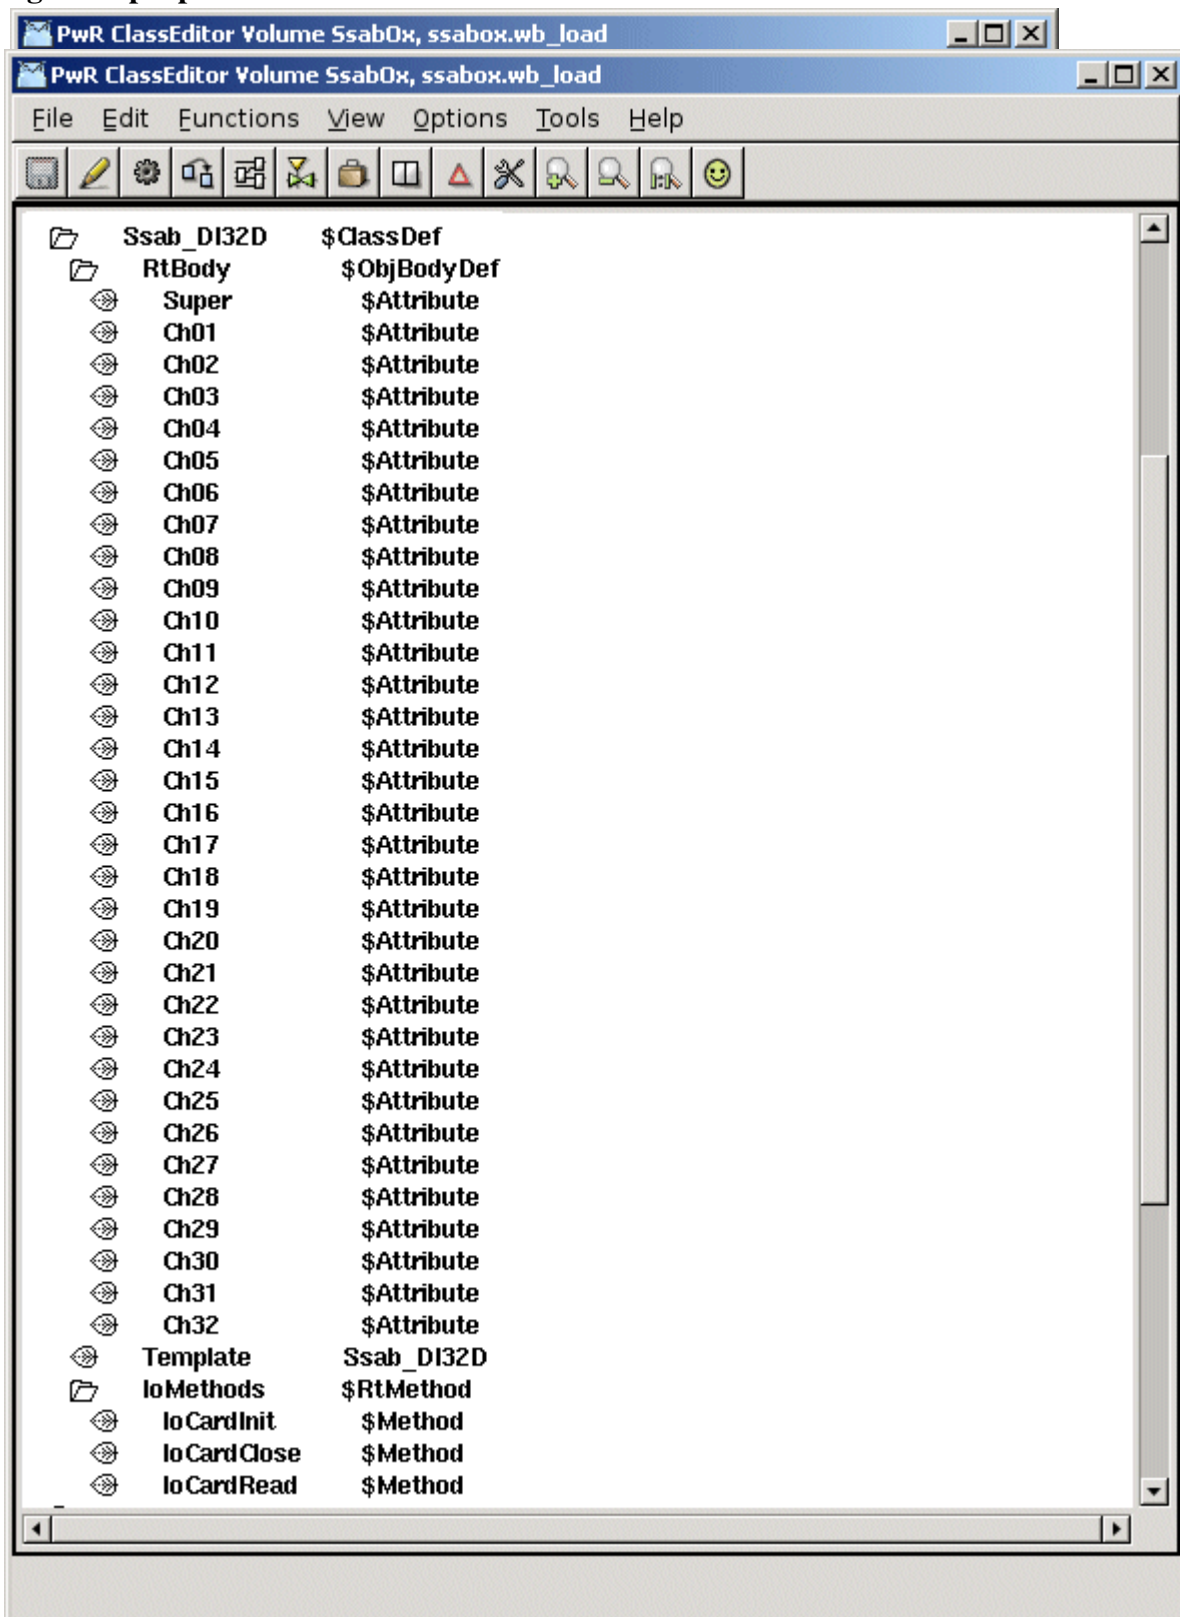 PwR ClassEditor Volume SsabOx, ssabox.wb_load
PwR ClassEditor Volume SsabOx, ssabox.wb_load
File Edit Functions View Options Tools Help
Ssab_DI32D $ClassDef
RtBody $ObjBodyDef
Super $Attribute
Ch01 $Attribute
Ch02 $Attribute
Ch03 $Attribute
Ch04 $Attribute
Ch05 $Attribute
Ch06 $Attribute
Ch07 $Attribute
Ch08 $Attribute
Ch09 $Attribute
Ch10 $Attribute
Ch11 $Attribute
Ch12 $Attribute
Ch13 $Attribute
Ch14 $Attribute
Ch15 $Attribute
Ch16 $Attribute
Ch17 $Attribute
Ch18 $Attribute
Ch19 $Attribute
Ch20 $Attribute
Ch21 $Attribute
Ch22 $Attribute
Ch23 $Attribute
Ch24 $Attribute
Ch25 $Attribute
Ch26 $Attribute
Ch27 $Attribute
Ch28 $Attribute
Ch29 $Attribute
Ch30 $Attribute
Ch31 $Attribute
Ch32 $Attribute
Template Ssab_DI32D
IoMethods $RtMethod
IoCardInit $Method
IoCardClose $Method
IoCardRead $Method